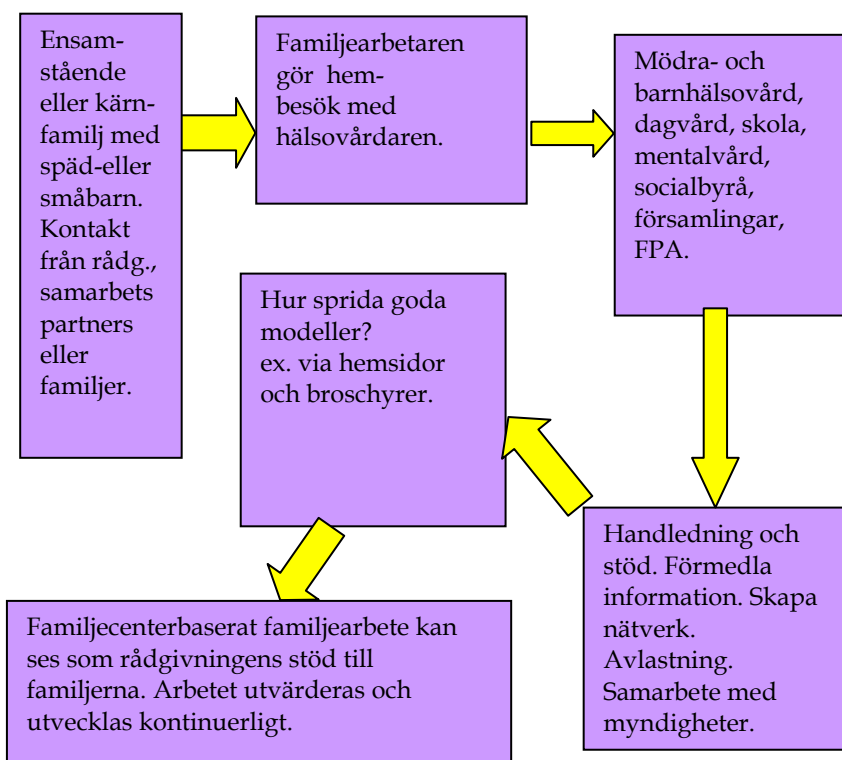 Ensam-
stående
eller kärn-
familj med
späd-eller
småbarn.
Kontakt
från rådg.,
samarbets
partners
eller
familjer.
Familjearbetaren
gör hem-
besök med
hälsovårdaren.
Mödra- och
barnhälsovård,
dagvård, skola,
mentalvård,
socialbyrå,
församlingar,
FPA.
Handledning och
stöd. Förmedla
information. Skapa
nätverk.
Avlastning.
Samarbete med
myndigheter.
Hur sprida goda
modeller?
ex. via hemsidor
och broschyrer.
Familjecenterbaserat familjearbete kan
ses som rådgivningens stöd till
familjerna. Arbetet utvärderas och
utvecklas kontinuerligt.